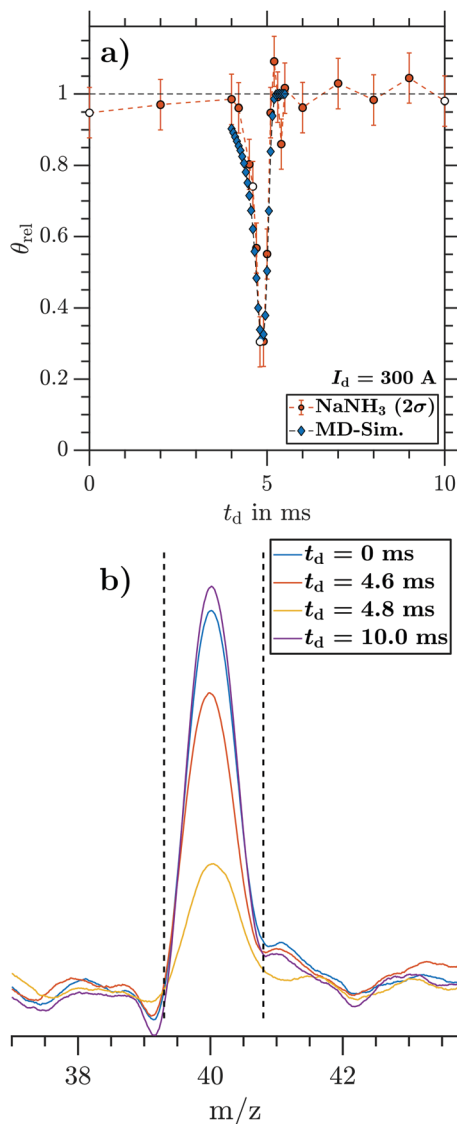 a)
1
0.8
0.6
0.4
0.2
0
θrel
Id = 300 A
NaNH3 (2σ)
MD-Sim.
0 5 10
td in ms
b)
td = 0 ms
td = 4.6 ms
td = 4.8 ms
td = 10.0 ms
38 40 42
m/z